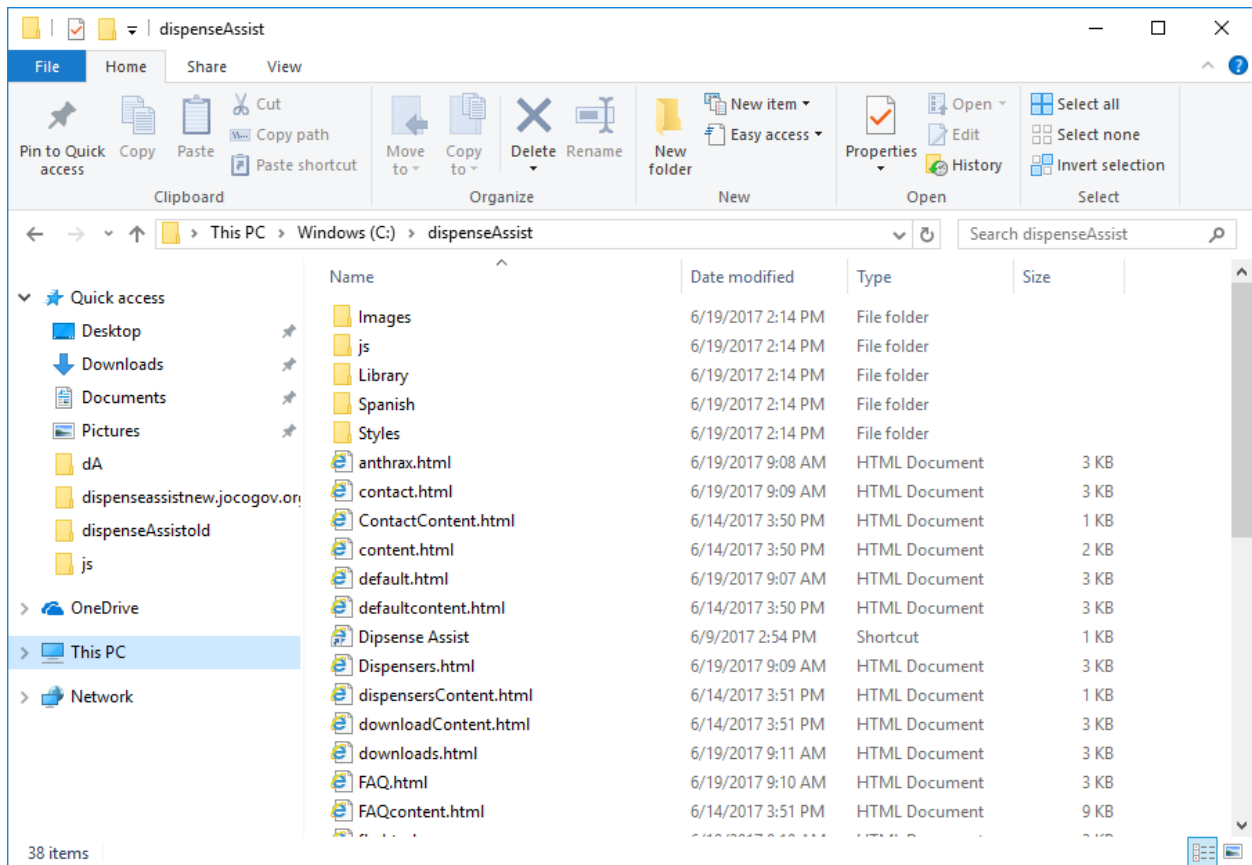 dispenseAssist
File Home Share View
Pin to Quick access
Copy
Paste
Cut
Copy path
Paste shortcut
Clipboard
Move to
Copy to
Delete
Rename
Organize
New folder
New item
Easy access
New
Properties
Open
Edit
History
Open
Select all
Select none
Invert selection
Select
This PC > Windows (C:) > dispenseAssist
Search dispenseAssist
Quick access
Desktop
Downloads
Documents
Pictures
dA
dispenseassistnew.jocogov.or
dispenseAssistold
js
OneDrive
This PC
Network
Name Date modified Type Size
Images 6/19/2017 2:14 PM File folder
js 6/19/2017 2:14 PM File folder
Library 6/19/2017 2:14 PM File folder
Spanish 6/19/2017 2:14 PM File folder
Styles 6/19/2017 2:14 PM File folder
anthrax.html 6/19/2017 9:08 AM HTML Document 3 KB
contact.html 6/19/2017 9:09 AM HTML Document 3 KB
ContactContent.html 6/14/2017 3:50 PM HTML Document 1 KB
content.html 6/14/2017 3:50 PM HTML Document 2 KB
default.html 6/19/2017 9:07 AM HTML Document 3 KB
defaultcontent.html 6/14/2017 3:50 PM HTML Document 3 KB
Dipsense Assist 6/9/2017 2:54 PM Shortcut 1 KB
Dispensers.html 6/19/2017 9:09 AM HTML Document 3 KB
dispensersContent.html 6/14/2017 3:51 PM HTML Document 1 KB
downloadContent.html 6/14/2017 3:51 PM HTML Document 3 KB
downloads.html 6/19/2017 9:11 AM HTML Document 3 KB
FAQ.html 6/19/2017 9:10 AM HTML Document 3 KB
FAQcontent.html 6/14/2017 3:51 PM HTML Document 9 KB
38 items